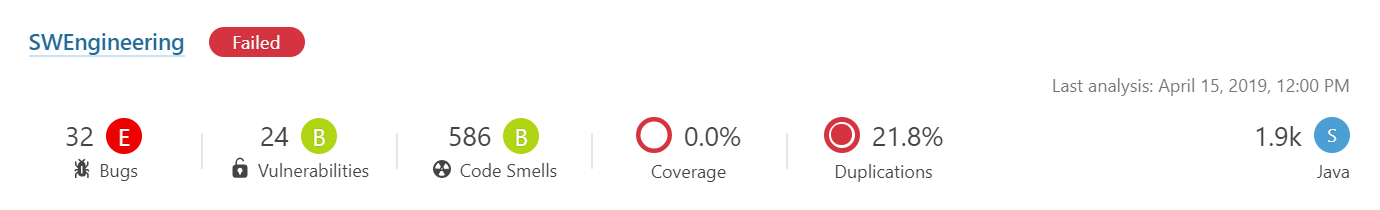 SWEngineering Failed
Last analysis: April 15, 2019, 12:00 PM
32 E 24 B 586 B 0.0% 21.8% 1.9k S
Bugs Vulnerabilities Code Smells Coverage Duplications Java